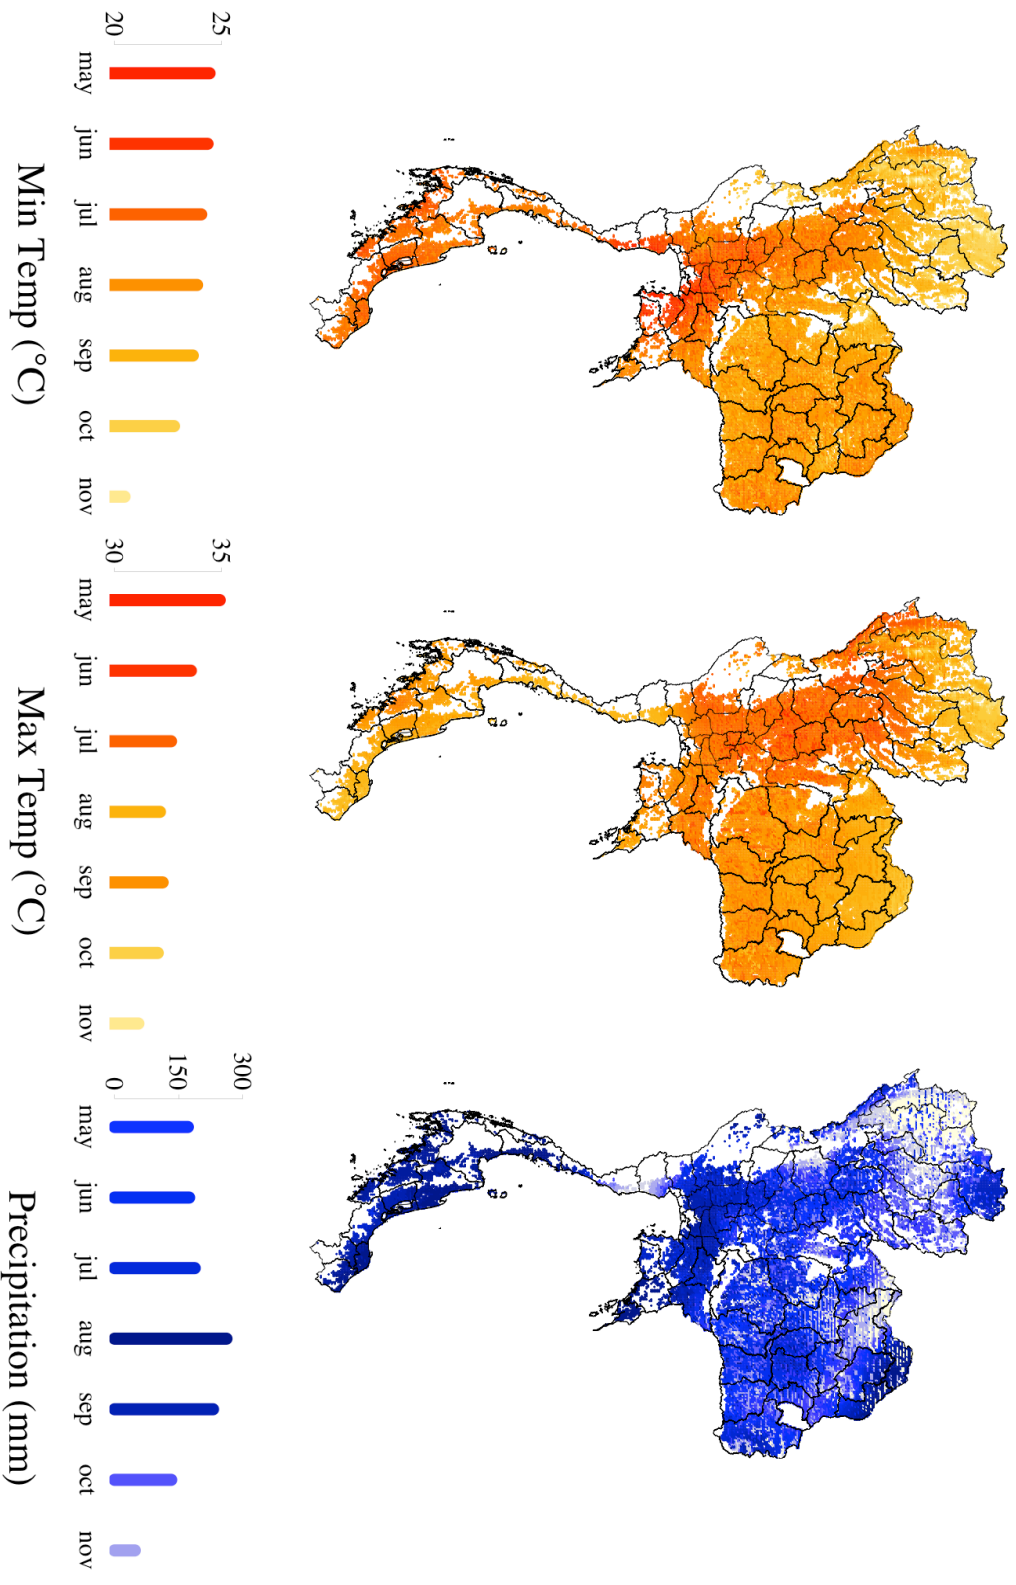 25
20
may
jun
jul
aug
sep
oct
nov
Min Temp (°C)
35
30
may
jun
jul
aug
sep
oct
nov
Max Temp (°C)
300
150
0
may
jun
jul
aug
sep
oct
nov
Precipitation (mm)